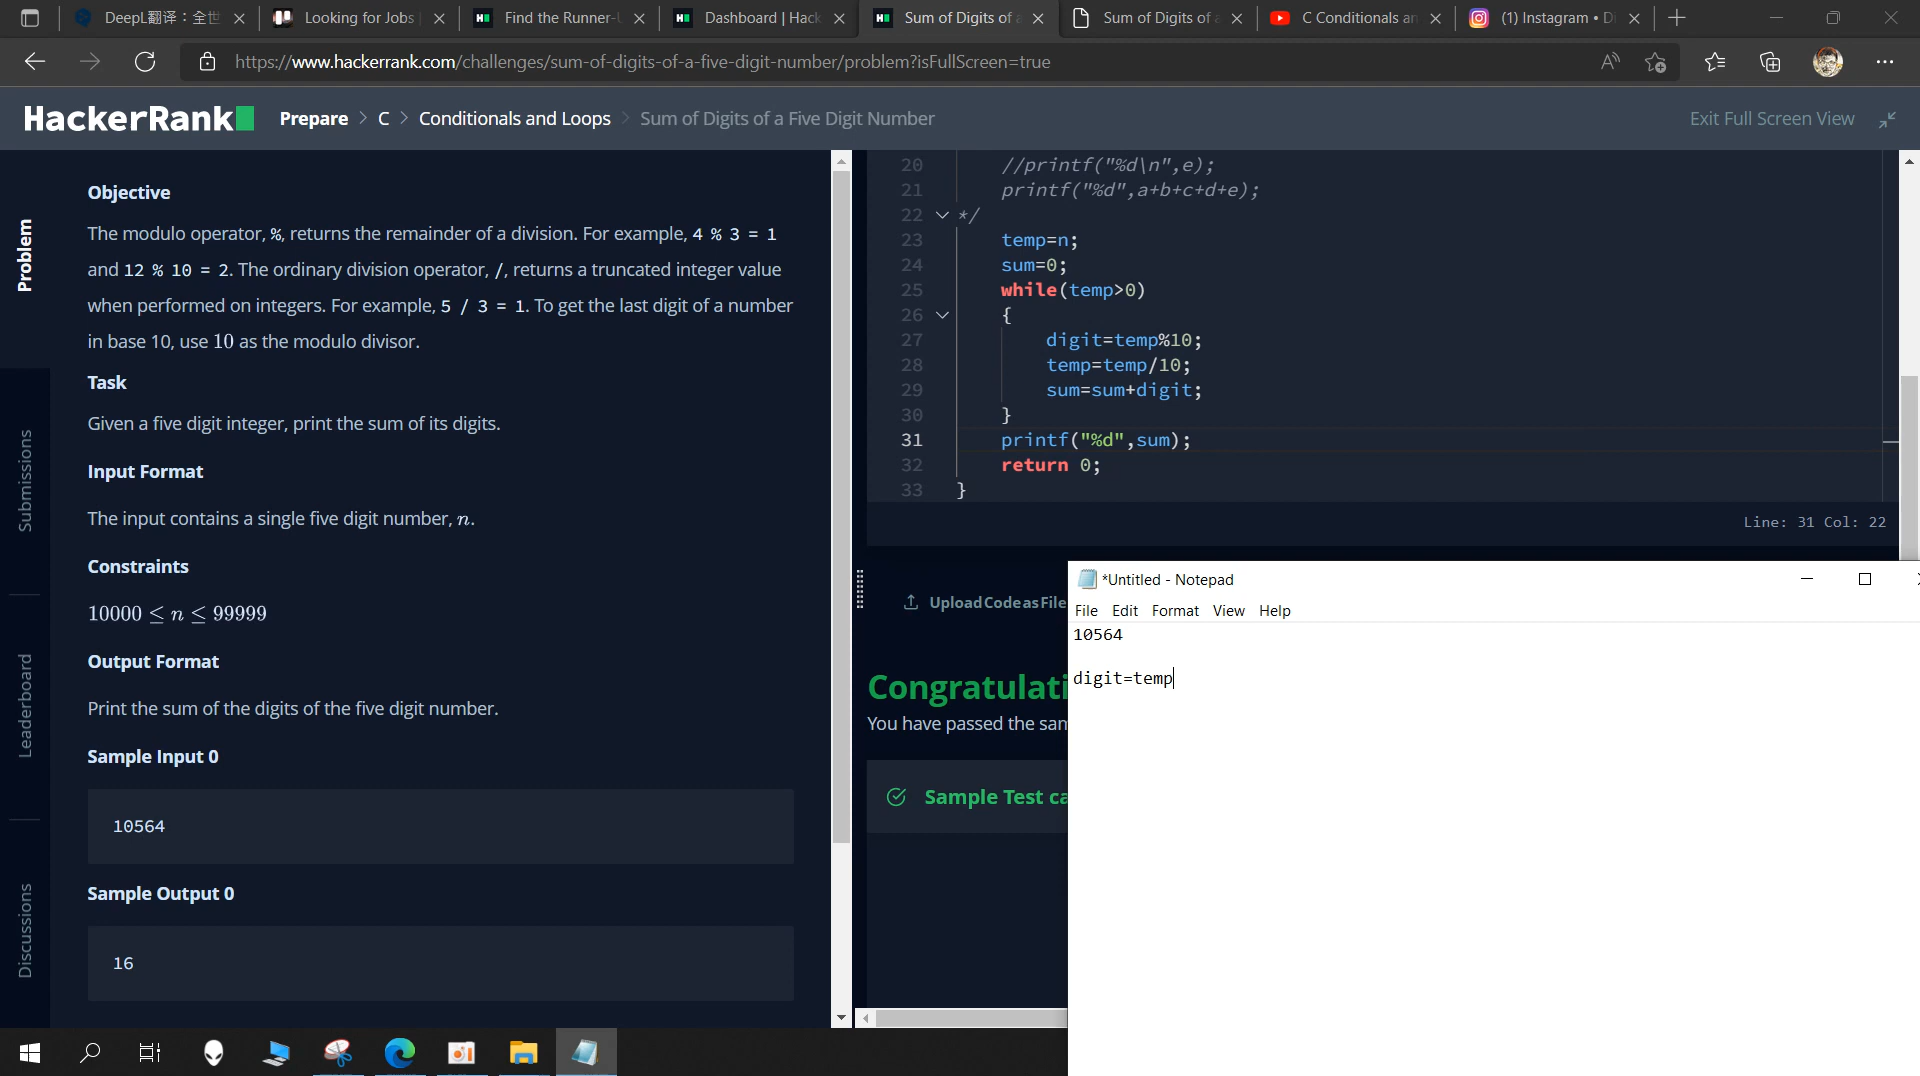 DeepL翻译：全世
Looking for Jobs
Find the Runner-U
Dashboard | Hack
Sum of Digits of a
Sum of Digits of a
C Conditionals an
(1) Instagram • Di
https://www.hackerrank.com/challenges/sum-of-digits-of-a-five-digit-number/problem?isFullScreen=true
HackerRank
Prepare > C > Conditionals and Loops > Sum of Digits of a Five Digit Number
Exit Full Screen View
Problem
Submissions
Leaderboard
Discussions
Objective
The modulo operator, %, returns the remainder of a division. For example, 4 % 3 = 1
and 12 % 10 = 2. The ordinary division operator, /, returns a truncated integer value
when performed on integers. For example, 5 / 3 = 1. To get the last digit of a number
in base 10, use 10 as the modulo divisor.
Task
Given a five digit integer, print the sum of its digits.
Input Format
The input contains a single five digit number, n.
Constraints
10000 ≤ n ≤ 99999
Output Format
Print the sum of the digits of the five digit number.
Sample Input 0
10564
Sample Output 0
16
20 //printf("%d\n",e);
21 printf("%d",a+b+c+d+e);
22 */
23 temp=n;
24 sum=0;
25 while(temp>0)
26 {
27 digit=temp%10;
28 temp=temp/10;
29 sum=sum+digit;
30 }
31 printf("%d",sum);
32 return 0;
33 }
Line: 31 Col: 22
Upload Code as File
Congratulati
You have passed the sam
Sample Test ca
*Untitled - Notepad
File Edit Format View Help
10564
digit=temp